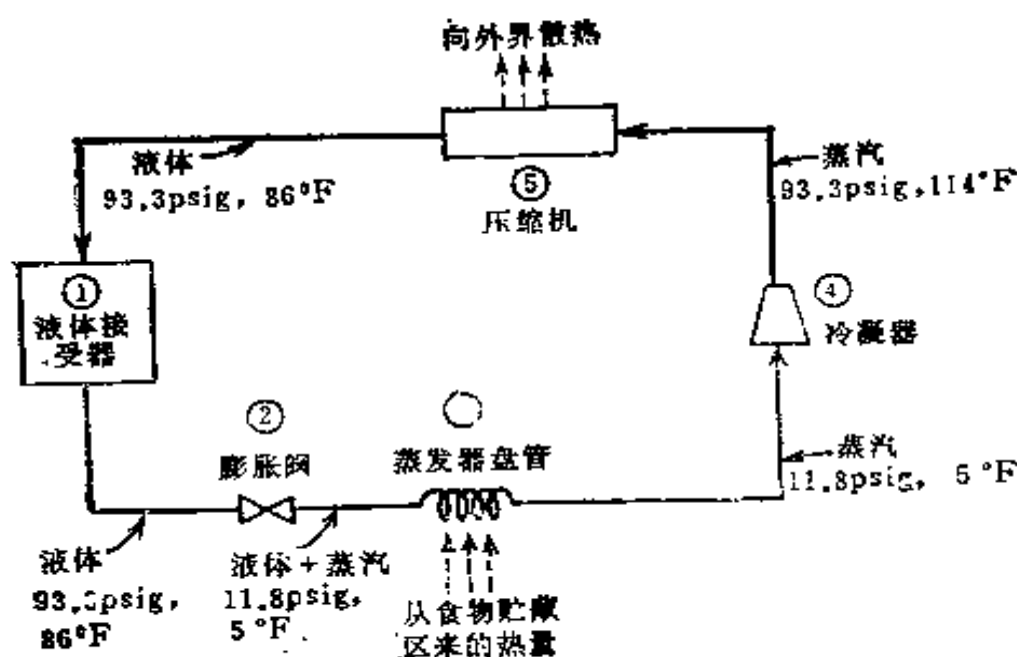 向外界散热
液体
93.3psig, 86°F
⑤
压缩机
蒸汽
93.3psig,114°F
①
液体接
受器
④
冷凝器
②
膨胀阀
蒸发器盘管
蒸汽
11.8psig, 5°F
液体
psig,
86°F
液体+蒸汽
11.8psig,
5°F
从食物贮藏
区来的热量